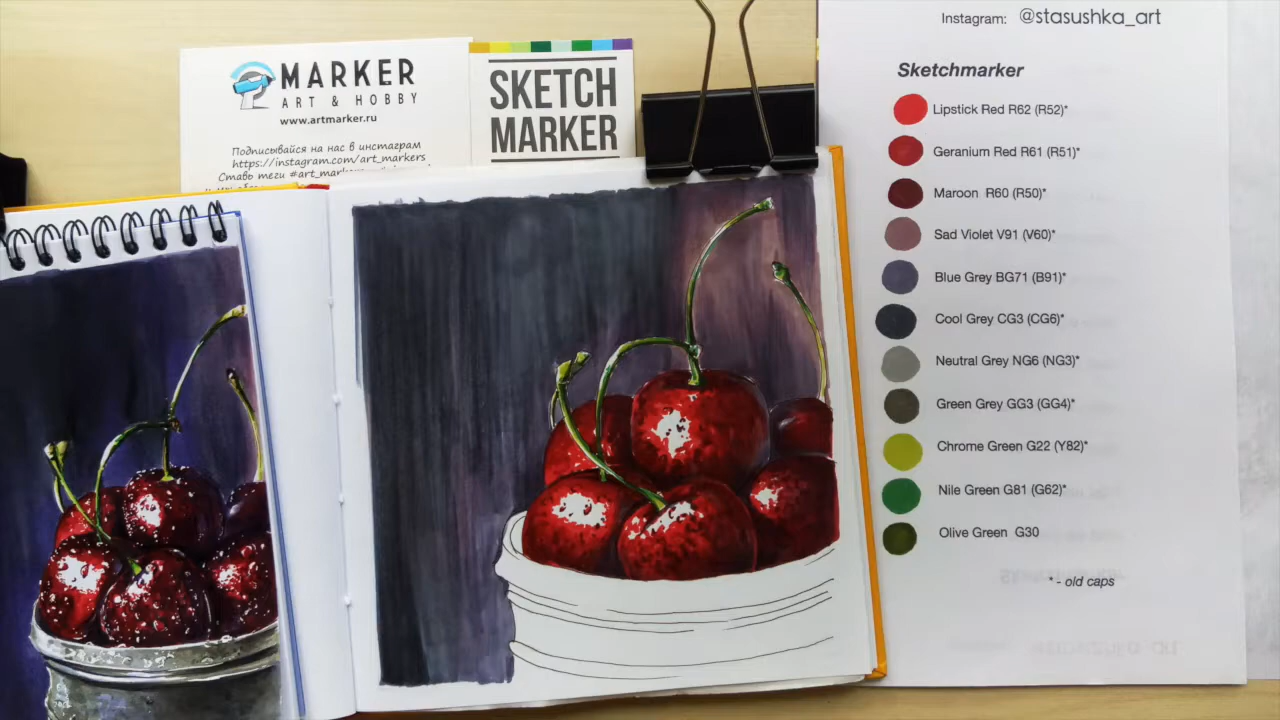 MARKER
ART & HOBBY
www.artmarker.ru
Подписывайся на нас в инстаграм
https://instagram.com/art_markers
Ставь теги #art_markers
SKETCH
MARKER
Instagram: @stasushka_art
Sketchmarker
Lipstick Red R62 (R52)*
Geranium Red R61 (R51)*
Maroon R60 (R50)*
Sad Violet V91 (V60)*
Blue Grey BG71 (B91)*
Cool Grey CG3 (CG6)*
Neutral Grey NG6 (NG3)*
Green Grey GG3 (GG4)*
Chrome Green G22 (Y82)*
Nile Green G81 (G62)*
Olive Green G30
* - old caps